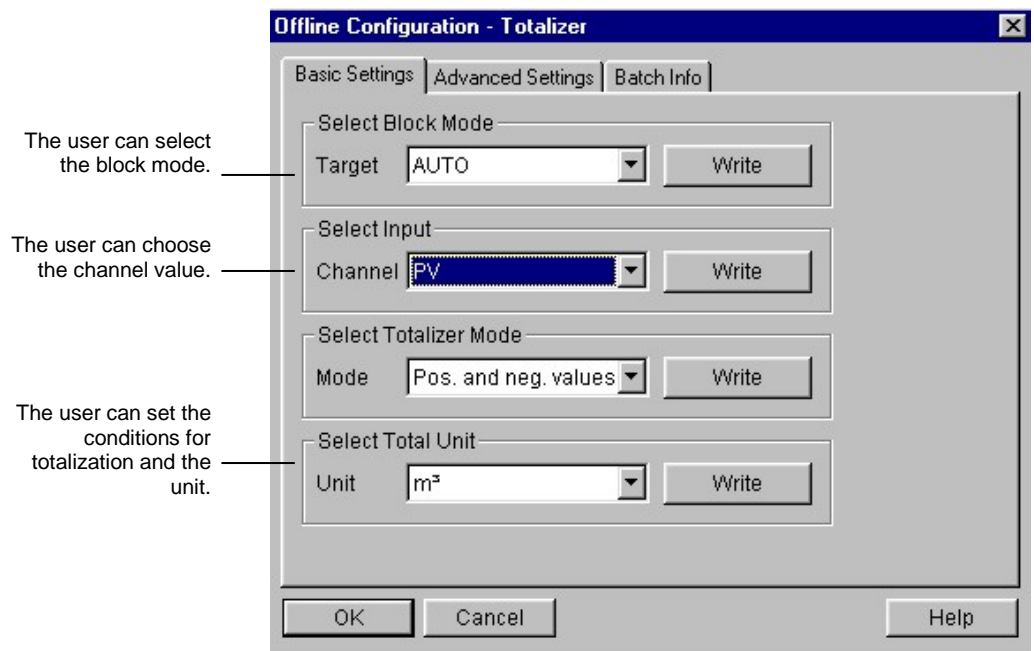 Offline Configuration - Totalizer
Basic Settings Advanced Settings Batch Info
The user can select
the block mode.
Select Block Mode
Target AUTO Write
The user can choose
the channel value.
Select Input
Channel PV Write
Select Totalizer Mode
Mode Pos. and neg. values Write
The user can set the
conditions for
totalization and the
unit.
Select Total Unit
Unit m³ Write
OK Cancel Help